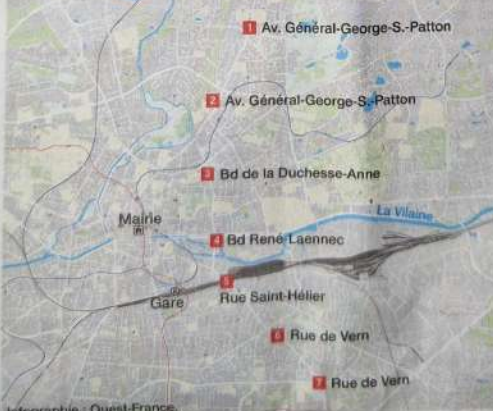 1 Av. Général-George-S.-Patton
2 Av. Général-George-S.-Patton
3 Bd de la Duchesse-Anne
La Vilaine
Mairie
4 Bd René-Laennec
5
Gare
Rue Saint-Hélier
6 Rue de Vern
7 Rue de Vern
Infographie : Ouest-France.